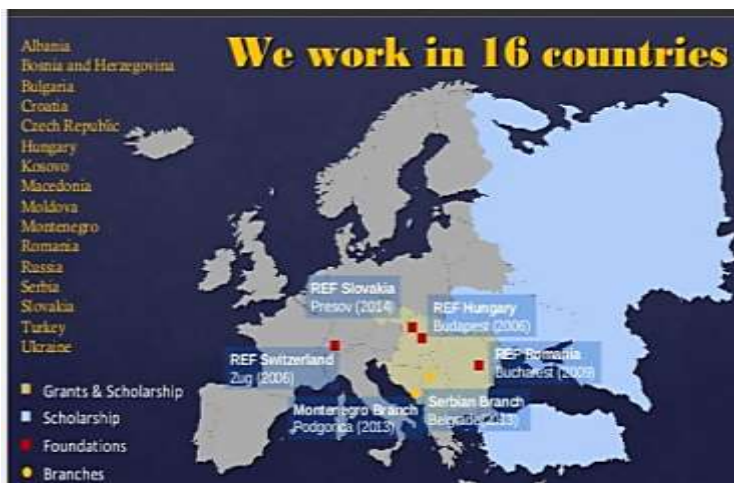 We work in 16 countries
Albania
Bosnia and Herzegovina
Bulgaria
Croatia
Czech Republic
Hungary
Kosovo
Macedonia
Moldova
Montenegro
Romania
Russia
Serbia
Slovakia
Turkey
Ukraine
Grants & Scholarship
Scholarship
Foundations
Branches
REF Slovakia
Presov (2014)
REF Hungary
Budapest (2006)
REF Switzerland
Zug (2006)
REF Romania
Bucharest (2009)
Montenegro Branch
Podgorica (2013)
Serbian Branch
Belgrade(2013)